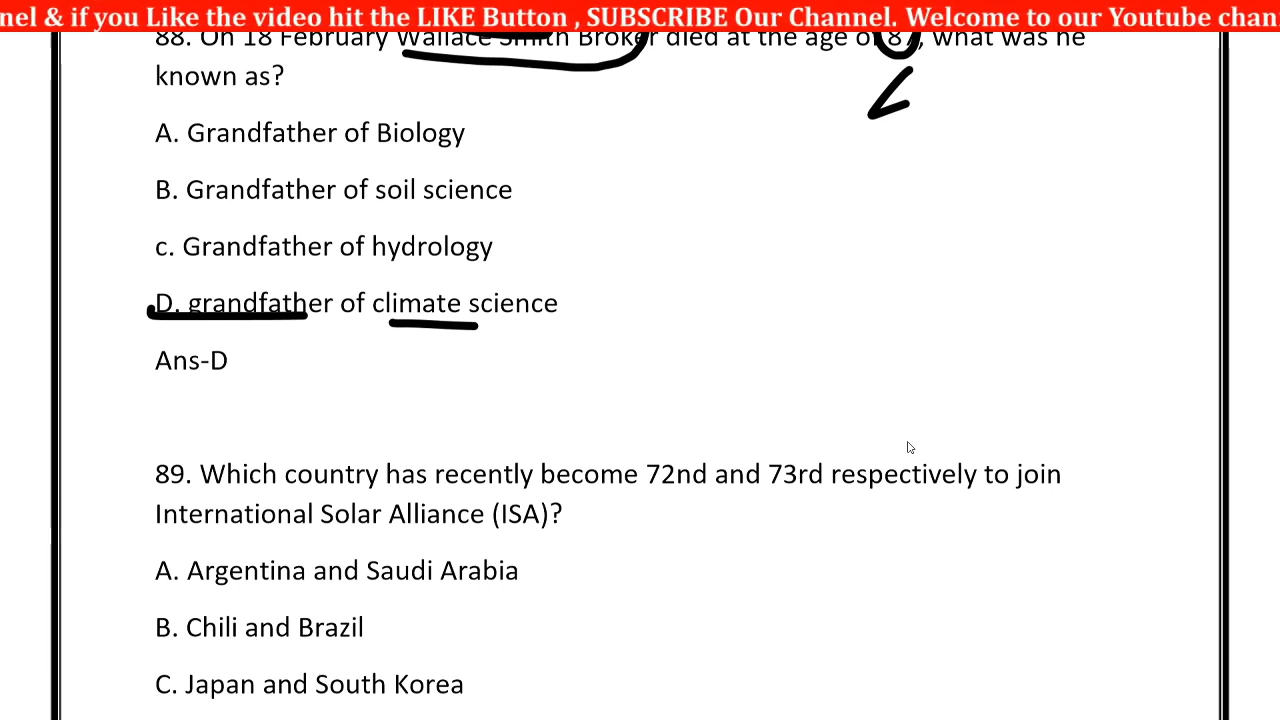 nel & if you Like the video hit the LIKE Button , SUBSCRIBE Our Channel. Welcome to our Youtube chan
88. On 18 February Wallace Smith Broker died at the age of 87, what was he
known as?
A. Grandfather of Biology
B. Grandfather of soil science
c. Grandfather of hydrology
D. grandfather of climate science
Ans-D
89. Which country has recently become 72nd and 73rd respectively to join
International Solar Alliance (ISA)?
A. Argentina and Saudi Arabia
B. Chili and Brazil
C. Japan and South Korea